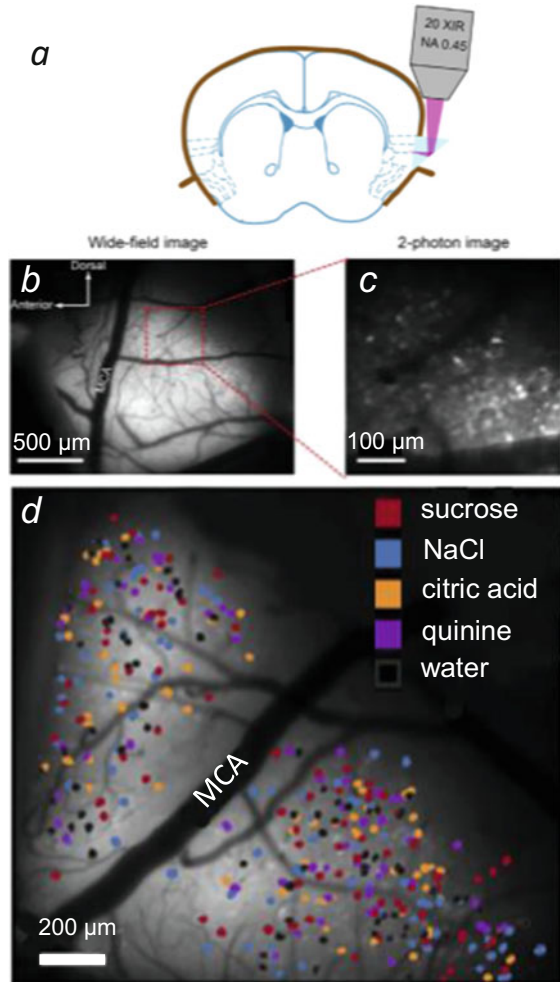 a
20 XIR
NA 0.45
Wide-field image
2-photon image
b
Dorsal
Anterior
MCA
500 µm
c
100 µm
d
sucrose
NaCl
citric acid
quinine
water
MCA
200 µm